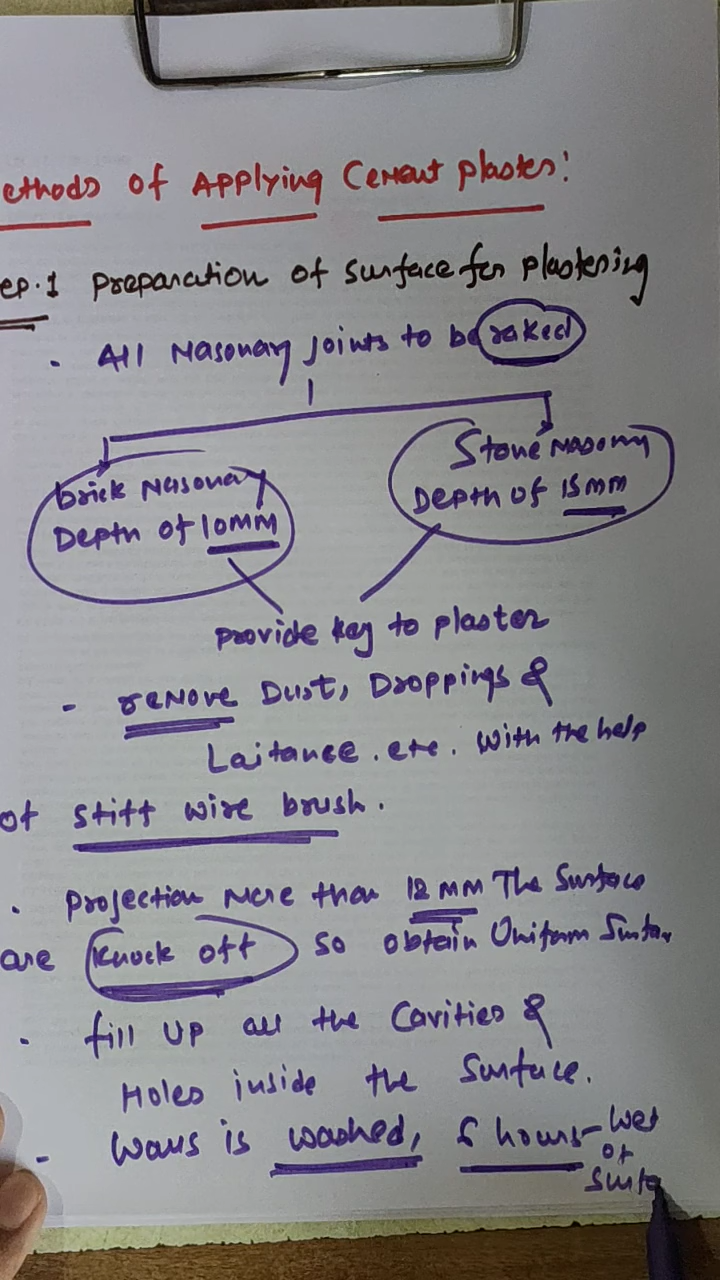 ethods of Applying Cement plaster:
ep.1 preparation of surface for plastering
. All Masonary joints to be raked
brick Masonary
Depth of 10mm
Stone Masonry
Depth of 15mm
provide key to plaster
- remove Dust, Droppings &
Laitance. etc. with the help
of stiff wire brush.
. projection more than 12 mm The Surface
are Knock off so obtain Uniform Surfa
. fill up all the Cavities &
Holes inside the Surface.
- Walls is washed, 6 hours - Wet
of
surfa